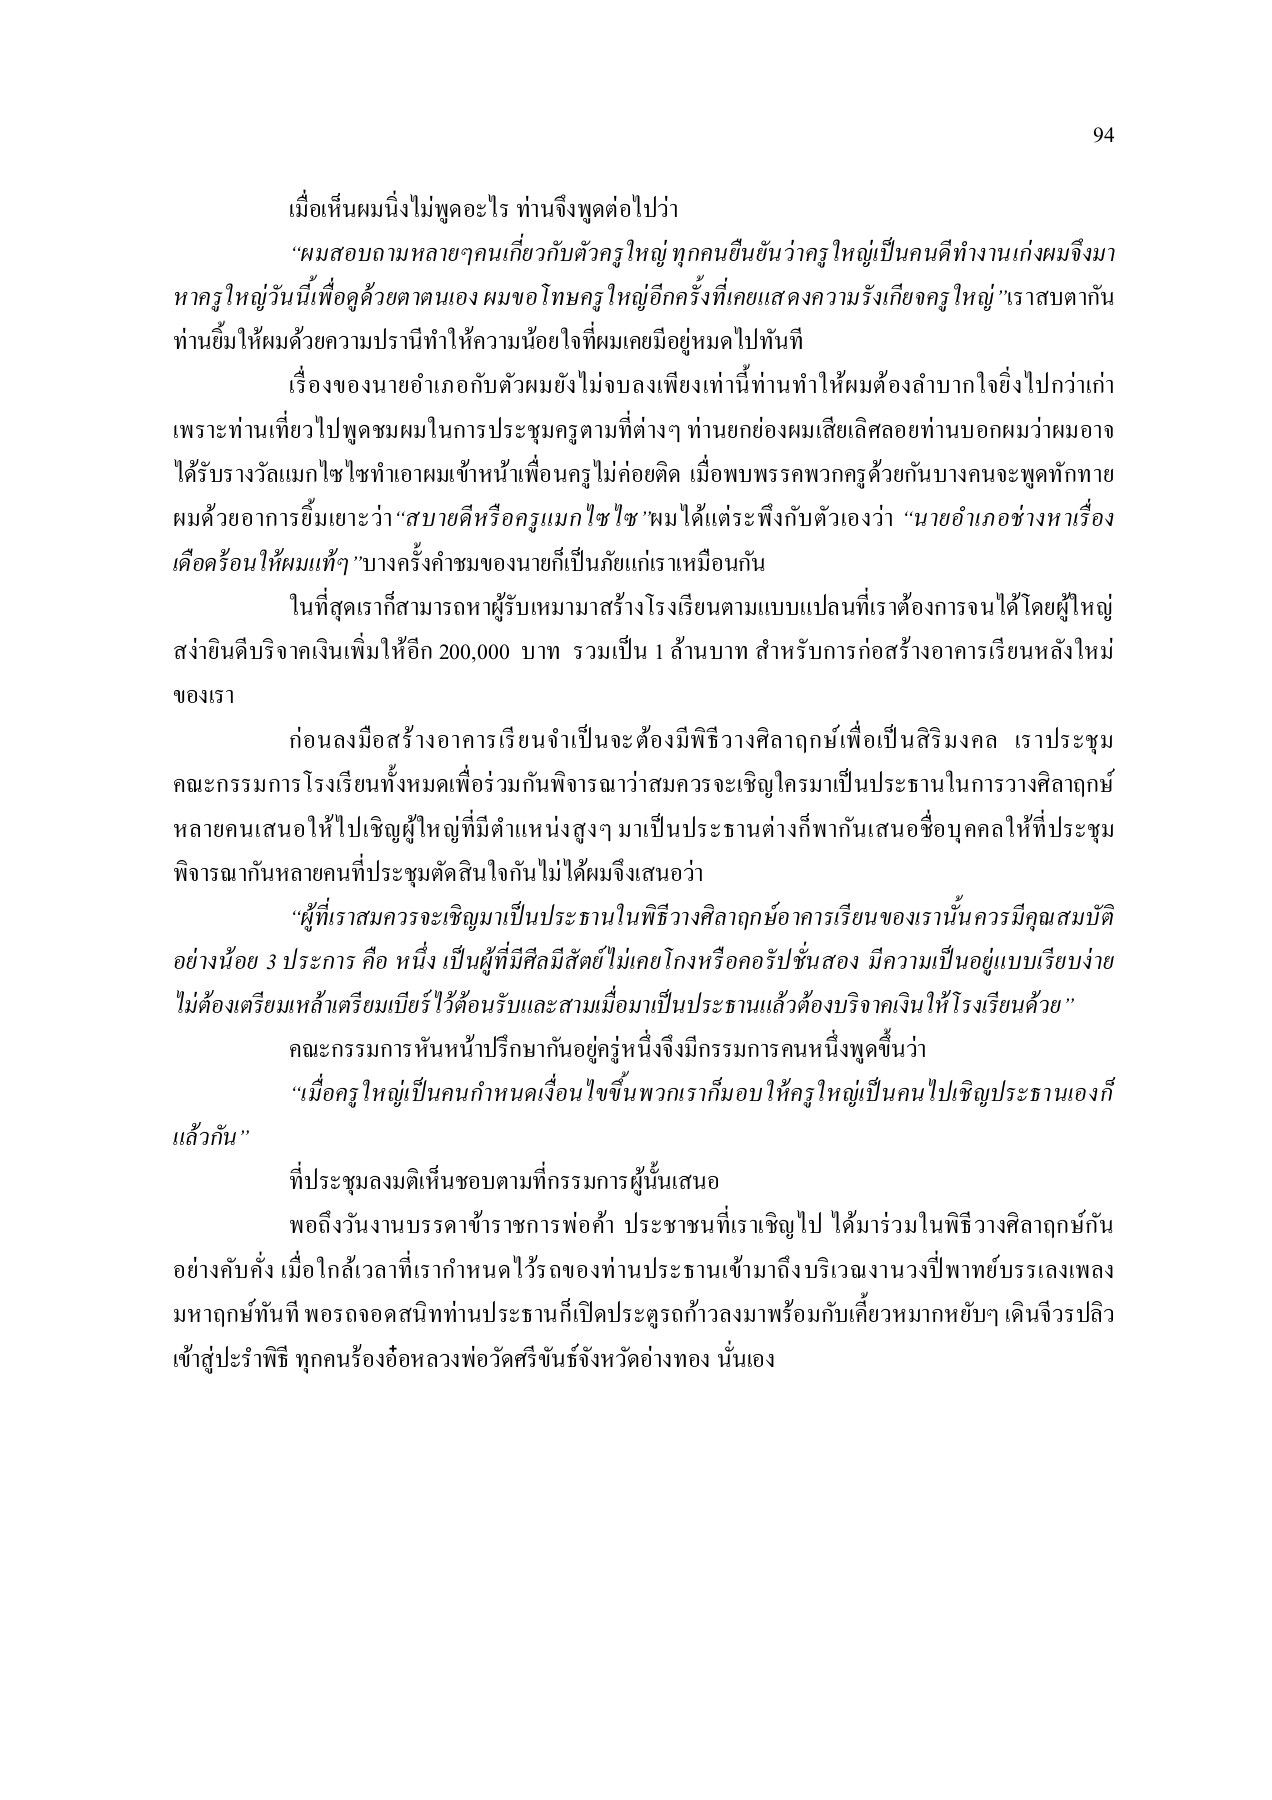 94
เมื่อเห็นผมนิ่งไม่พูดอะไร ท่านจึงพูดต่อไปว่า
“ผมสอบถามหลายๆคนเกี่ยวกับตัวครูใหญ่ ทุกคนยืนยันว่าครูใหญ่เป็นคนดีทำงานเก่งผมจึงมา
หาครูใหญ่วันนี้เพื่อดูด้วยตาตนเอง ผมขอโทษครูใหญ่อีกครั้งที่เคยแสดงความรังเกียจครูใหญ่”เราสบตากัน
ท่านยิ้มให้ผมด้วยความปรานีทำให้ความน้อยใจที่ผมเคยมีอยู่หมดไปทันที
เรื่องของนายอำเภอกับตัวผมยังไม่จบลงเพียงเท่านี้ท่านทำให้ผมต้องลำบากใจยิ่งไปกว่าเก่า
เพราะท่านเที่ยวไปพูดชมผมในการประชุมครูตามที่ต่างๆ ท่านยกย่องผมเสียเลิศลอยท่านบอกผมว่าผมอาจ
ได้รับรางวัลแมกไซไซทำเอาผมเข้าหน้าเพื่อนครูไม่ค่อยติด เมื่อพบพรรคพวกครูด้วยกันบางคนจะพูดทักทาย
ผมด้วยอาการยิ้มเยาะว่า“สบายดีหรือครูแมกไซไซ”ผมได้แต่ระพึงกับตัวเองว่า “นายอำเภอช่างหาเรื่อง
เดือดร้อนให้ผมแท้ๆ”บางครั้งคำชมของนายก็เป็นภัยแก่เราเหมือนกัน
ในที่สุดเราก็สามารถหาผู้รับเหมามาสร้างโรงเรียนตามแบบแปลนที่เราต้องการจนได้โดยผู้ใหญ่
สง่ายินดีบริจาคเงินเพิ่มให้อีก 200,000 บาท รวมเป็น 1 ล้านบาท สำหรับการก่อสร้างอาคารเรียนหลังใหม่
ของเรา
ก่อนลงมือสร้างอาคารเรียนจำเป็นจะต้องมีพิธีวางศิลาฤกษ์เพื่อเป็นสิริมงคล เราประชุม
คณะกรรมการโรงเรียนทั้งหมดเพื่อร่วมกันพิจารณาว่าสมควรจะเชิญใครมาเป็นประธานในการวางศิลาฤกษ์
หลายคนเสนอให้ไปเชิญผู้ใหญ่ที่มีตำแหน่งสูงๆ มาเป็นประธานต่างก็พากันเสนอชื่อบุคคลให้ที่ประชุม
พิจารณากันหลายคนที่ประชุมตัดสินใจกันไม่ได้ผมจึงเสนอว่า
“ผู้ที่เราสมควรจะเชิญมาเป็นประธานในพิธีวางศิลาฤกษ์อาคารเรียนของเรานั้นควรมีคุณสมบัติ
อย่างน้อย 3 ประการ คือ หนึ่ง เป็นผู้ที่มีศีลมีสัตย์ไม่เคยโกงหรือคอรัปชั่นสอง มีความเป็นอยู่แบบเรียบง่าย
ไม่ต้องเตรียมเหล้าเตรียมเบียร์ไว้ต้อนรับและสามเมื่อมาเป็นประธานแล้วต้องบริจาคเงินให้โรงเรียนด้วย”
คณะกรรมการหันหน้าปรึกษากันอยู่ครู่หนึ่งจึงมีกรรมการคนหนึ่งพูดขึ้นว่า
“เมื่อครูใหญ่เป็นคนกำหนดเงื่อนไขขึ้นพวกเราก็มอบให้ครูใหญ่เป็นคนไปเชิญประธานเองก็
แล้วกัน”
ที่ประชุมลงมติเห็นชอบตามที่กรรมการผู้นั้นเสนอ
พอถึงวันงานบรรดาข้าราชการพ่อค้า ประชาชนที่เราเชิญไป ได้มาร่วมในพิธีวางศิลาฤกษ์กัน
อย่างคับคั่ง เมื่อใกล้เวลาที่เรากำหนดไว้รถของท่านประธานเข้ามาถึงบริเวณงานวงปี่พาทย์บรรเลงเพลง
มหาฤกษ์ทันที พอรถจอดสนิทท่านประธานก็เปิดประตูรถก้าวลงมาพร้อมกับเคี้ยวหมากหยับๆ เดินจีวรปลิว
เข้าสู่ปะรำพิธี ทุกคนร้องอ๋อหลวงพ่อวัดศรีขันธ์จังหวัดอ่างทอง นั่นเอง